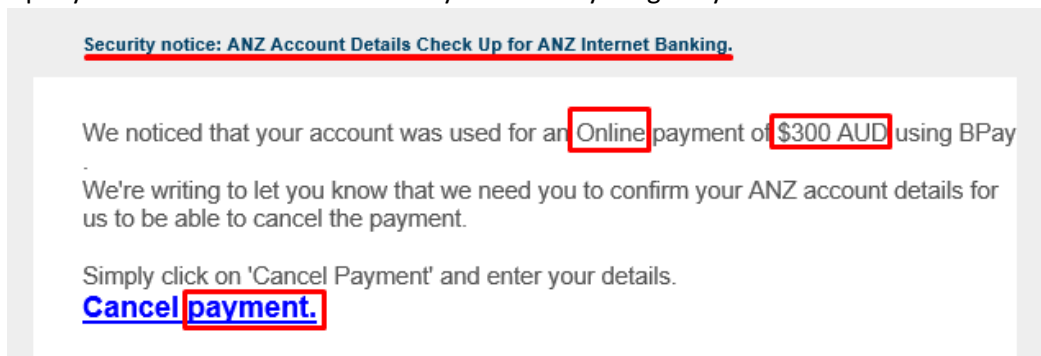 Security notice: ANZ Account Details Check Up for ANZ Internet Banking.
We noticed that your account was used for an Online payment of $300 AUD using BPay
.
We're writing to let you know that we need you to confirm your ANZ account details for
us to be able to cancel the payment.
Simply click on 'Cancel Payment' and enter your details.
Cancel payment.